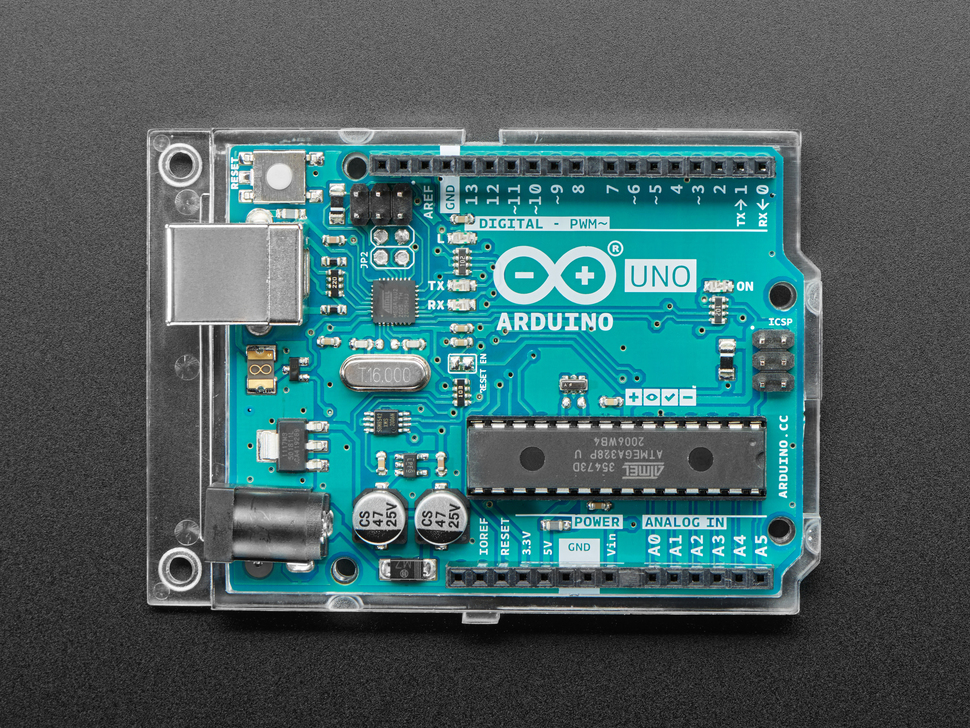 RESET
AREF
GND
13
12
~11
~10
~9
8
7
~6
~5
4
~3
2
TX→1
RX←0
DIGITAL - PWM~
L
JP2
TX
RX
UNO
®
ON
ARDUINO
ICSP
T16.000
RESET EN
ATMEL 35473D
ATMEGA328P U
2006WB4
ARDUINO.CC
CS
47
25V
CS
47
25V
POWER
ANALOG IN
IOREF
RESET
3.3V
5V
GND
Vin
A0
A1
A2
A3
A4
A5